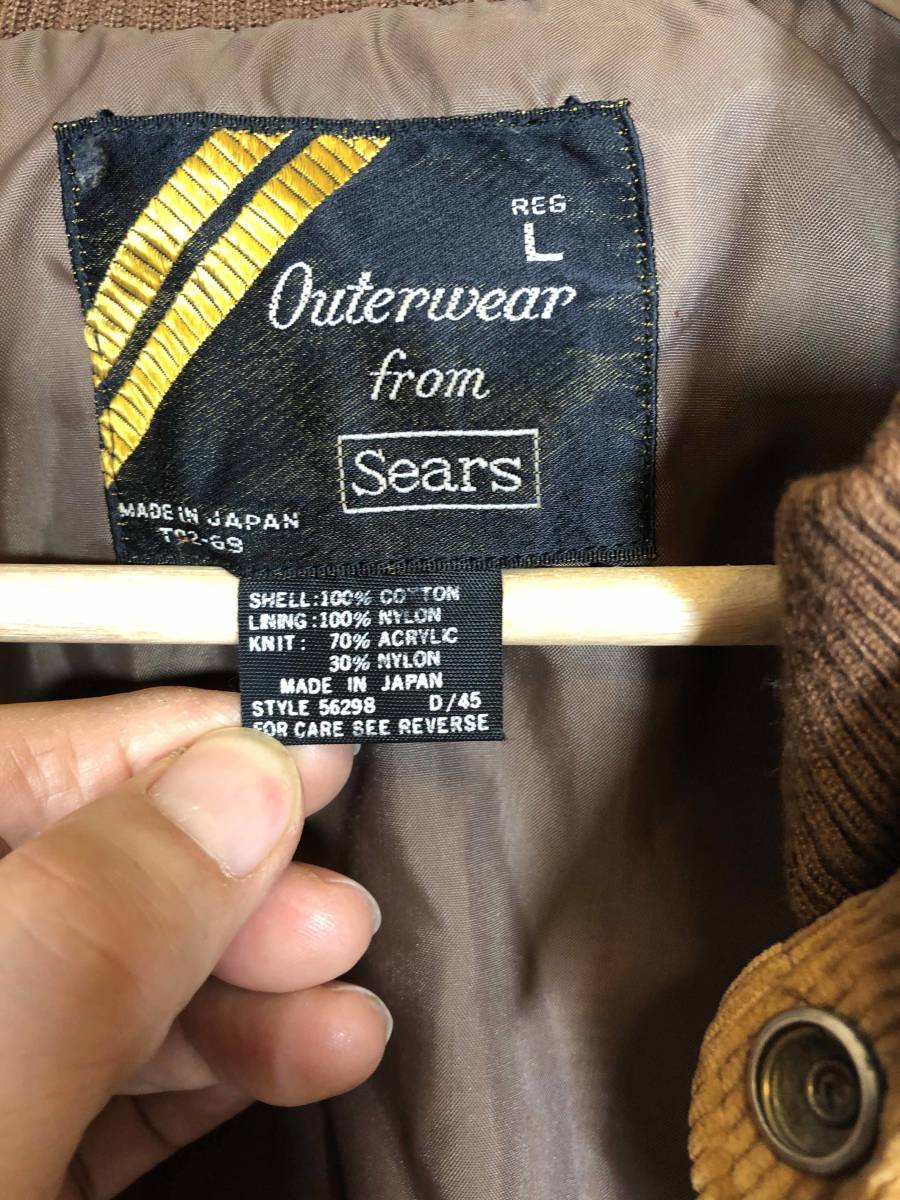 REG
L
Outerwear
from
Sears
MADE IN JAPAN
T02-69
SHELL:100% COTTON
LINING:100% NYLON
KNIT: 70% ACRYLIC
30% NYLON
MADE IN JAPAN
STYLE 56298 D/45
FOR CARE SEE REVERSE